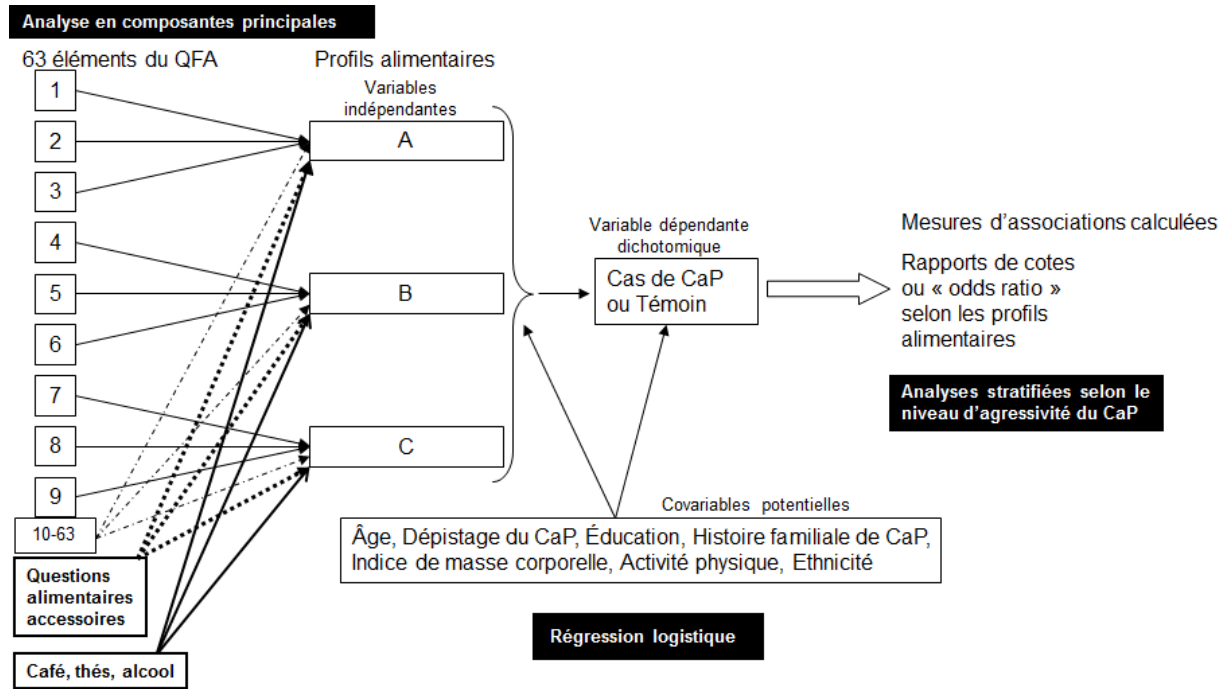 Analyse en composantes principales
63 éléments du QFA
Profils alimentaires
Variables
indépendantes
1
2
3
4
5
6
7
8
9
10-63
Questions
alimentaires
accessoires
Café, thés, alcool
A
B
C
Variable dépendante
dichotomique
Cas de CaP
ou Témoin
Mesures d’associations calculées
Rapports de cotes
ou « odds ratio »
selon les profils
alimentaires
Analyses stratifiées selon le
niveau d’agressivité du CaP
Covariables potentielles
Âge, Dépistage du CaP, Éducation, Histoire familiale de CaP,
Indice de masse corporelle, Activité physique, Ethnicité
Régression logistique